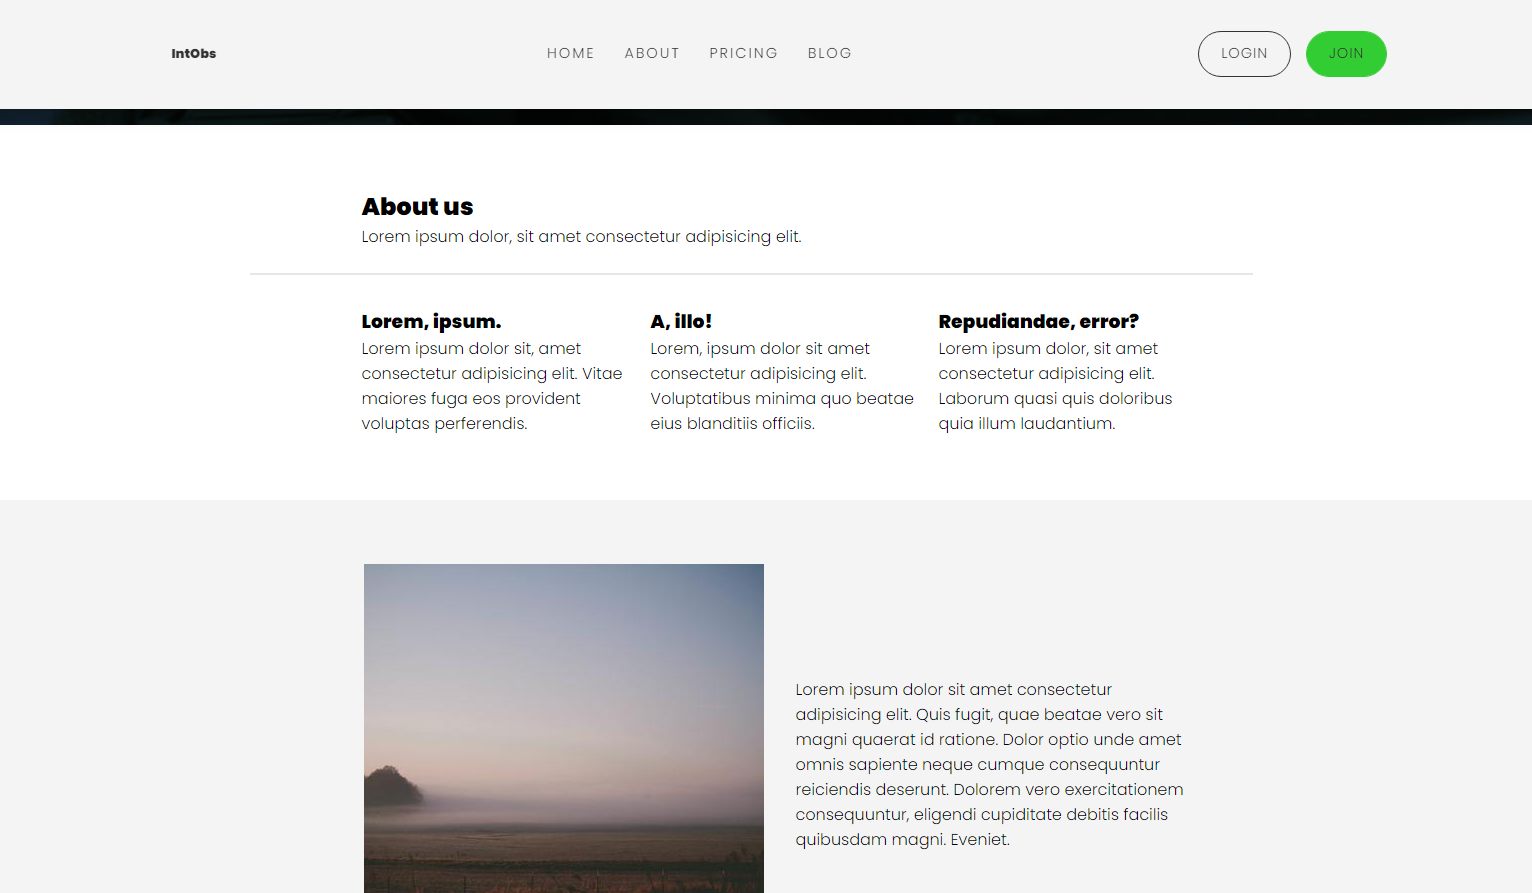 IntObs
HOME ABOUT PRICING BLOG
LOGIN JOIN
About us
Lorem ipsum dolor, sit amet consectetur adipisicing elit.
Lorem, ipsum.
Lorem ipsum dolor sit, amet
consectetur adipisicing elit. Vitae
maiores fuga eos provident
voluptas perferendis.
A, illo!
Lorem, ipsum dolor sit amet
consectetur adipisicing elit.
Voluptatibus minima quo beatae
eius blanditiis officiis.
Repudiandae, error?
Lorem ipsum dolor, sit amet
consectetur adipisicing elit.
Laborum quasi quis doloribus
quia illum laudantium.
Lorem ipsum dolor sit amet consectetur
adipisicing elit. Quis fugit, quae beatae vero sit
magni quaerat id ratione. Dolor optio unde amet
omnis sapiente neque cumque consequuntur
reiciendis deserunt. Dolorem vero exercitationem
consequuntur, eligendi cupiditate debitis facilis
quibusdam magni. Eveniet.